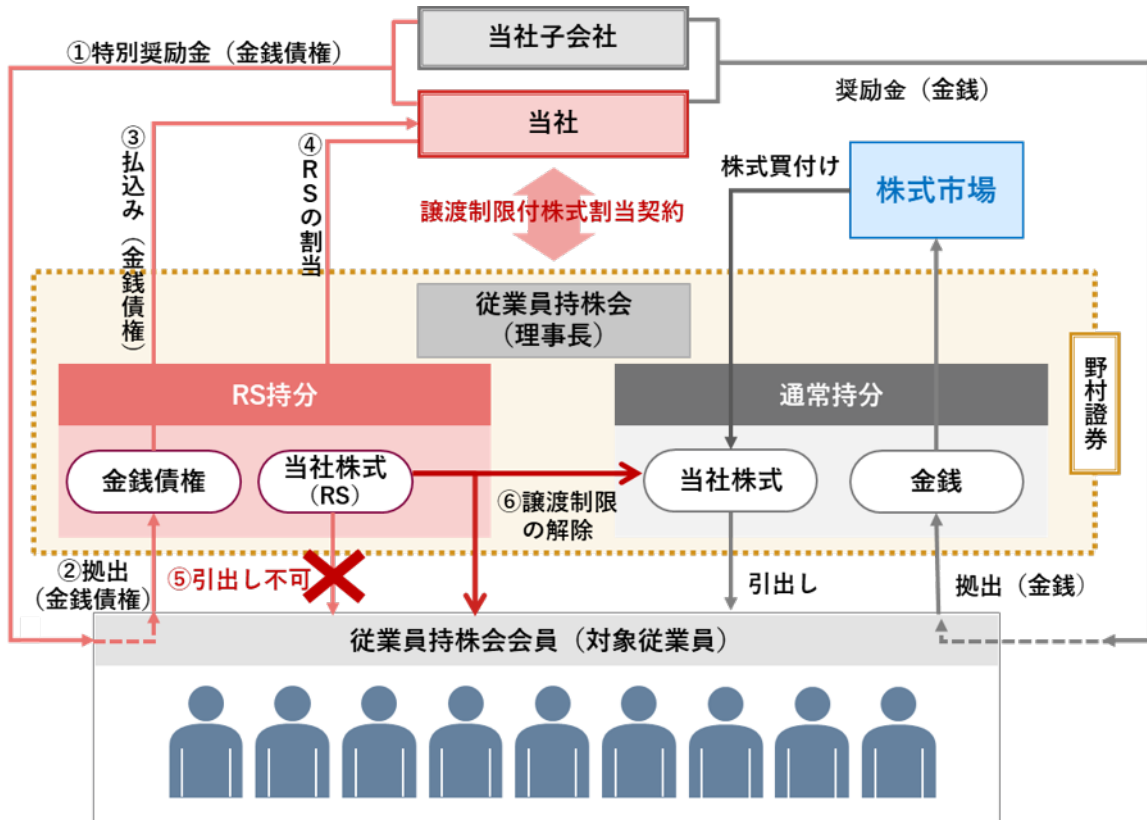 当社子会社
①特別奨励金（金銭債権）
奨励金（金銭）
当社
③払込み（金銭債権）
④RSの割当
株式買付け
株式市場
譲渡制限付株式割当契約
従業員持株会
（理事長）
野村證券
RS持分
通常持分
金銭債権
当社株式
（RS）
当社株式
金銭
⑥譲渡制限
の解除
②拠出
（金銭債権）
⑤引出し不可
引出し
拠出（金銭）
従業員持株会会員（対象従業員）